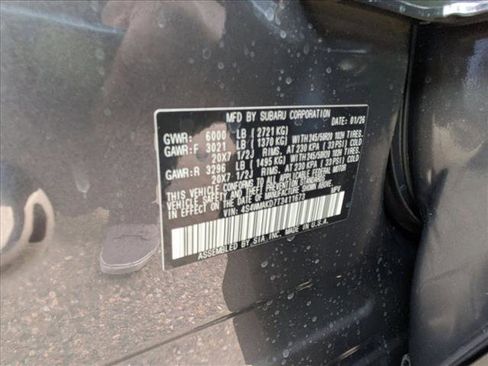 MFD BY SUBARU CORPORATION DATE 01/26
GVWR: 6000 LB (2721 KG)
GAWR:F 3021 LB (1370 KG) WITH 245/50R20 102H TIRES,
20X7 1/2J RIMS, AT 230 KPA (33 PSI) COLD
GAWR:R 3296 LB (1495 KG) WITH 245/50R20 102H TIRES,
20X7 1/2J RIMS, AT 230 KPA (33 PSI) COLD
THIS VEHICLE CONFORMS TO ALL APPLICABLE FEDERAL MOTOR
VEHICLE SAFETY AND THEFT PREVENTION STANDARDS
IN EFFECT ON THE DATE OF MANUFACTURE SHOWN ABOVE.
VIN: MPV
ASSEMBLED BY SIA, INC. MADE IN U.S.A.